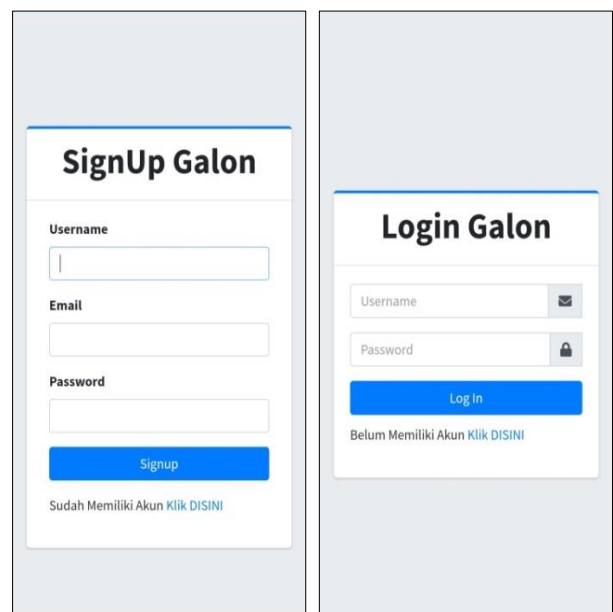 SignUp Galon
Username
Email
Password
Signup
Sudah Memiliki Akun Klik DISINI
Login Galon
Username
Password
Log In
Belum Memiliki Akun Klik DISINI